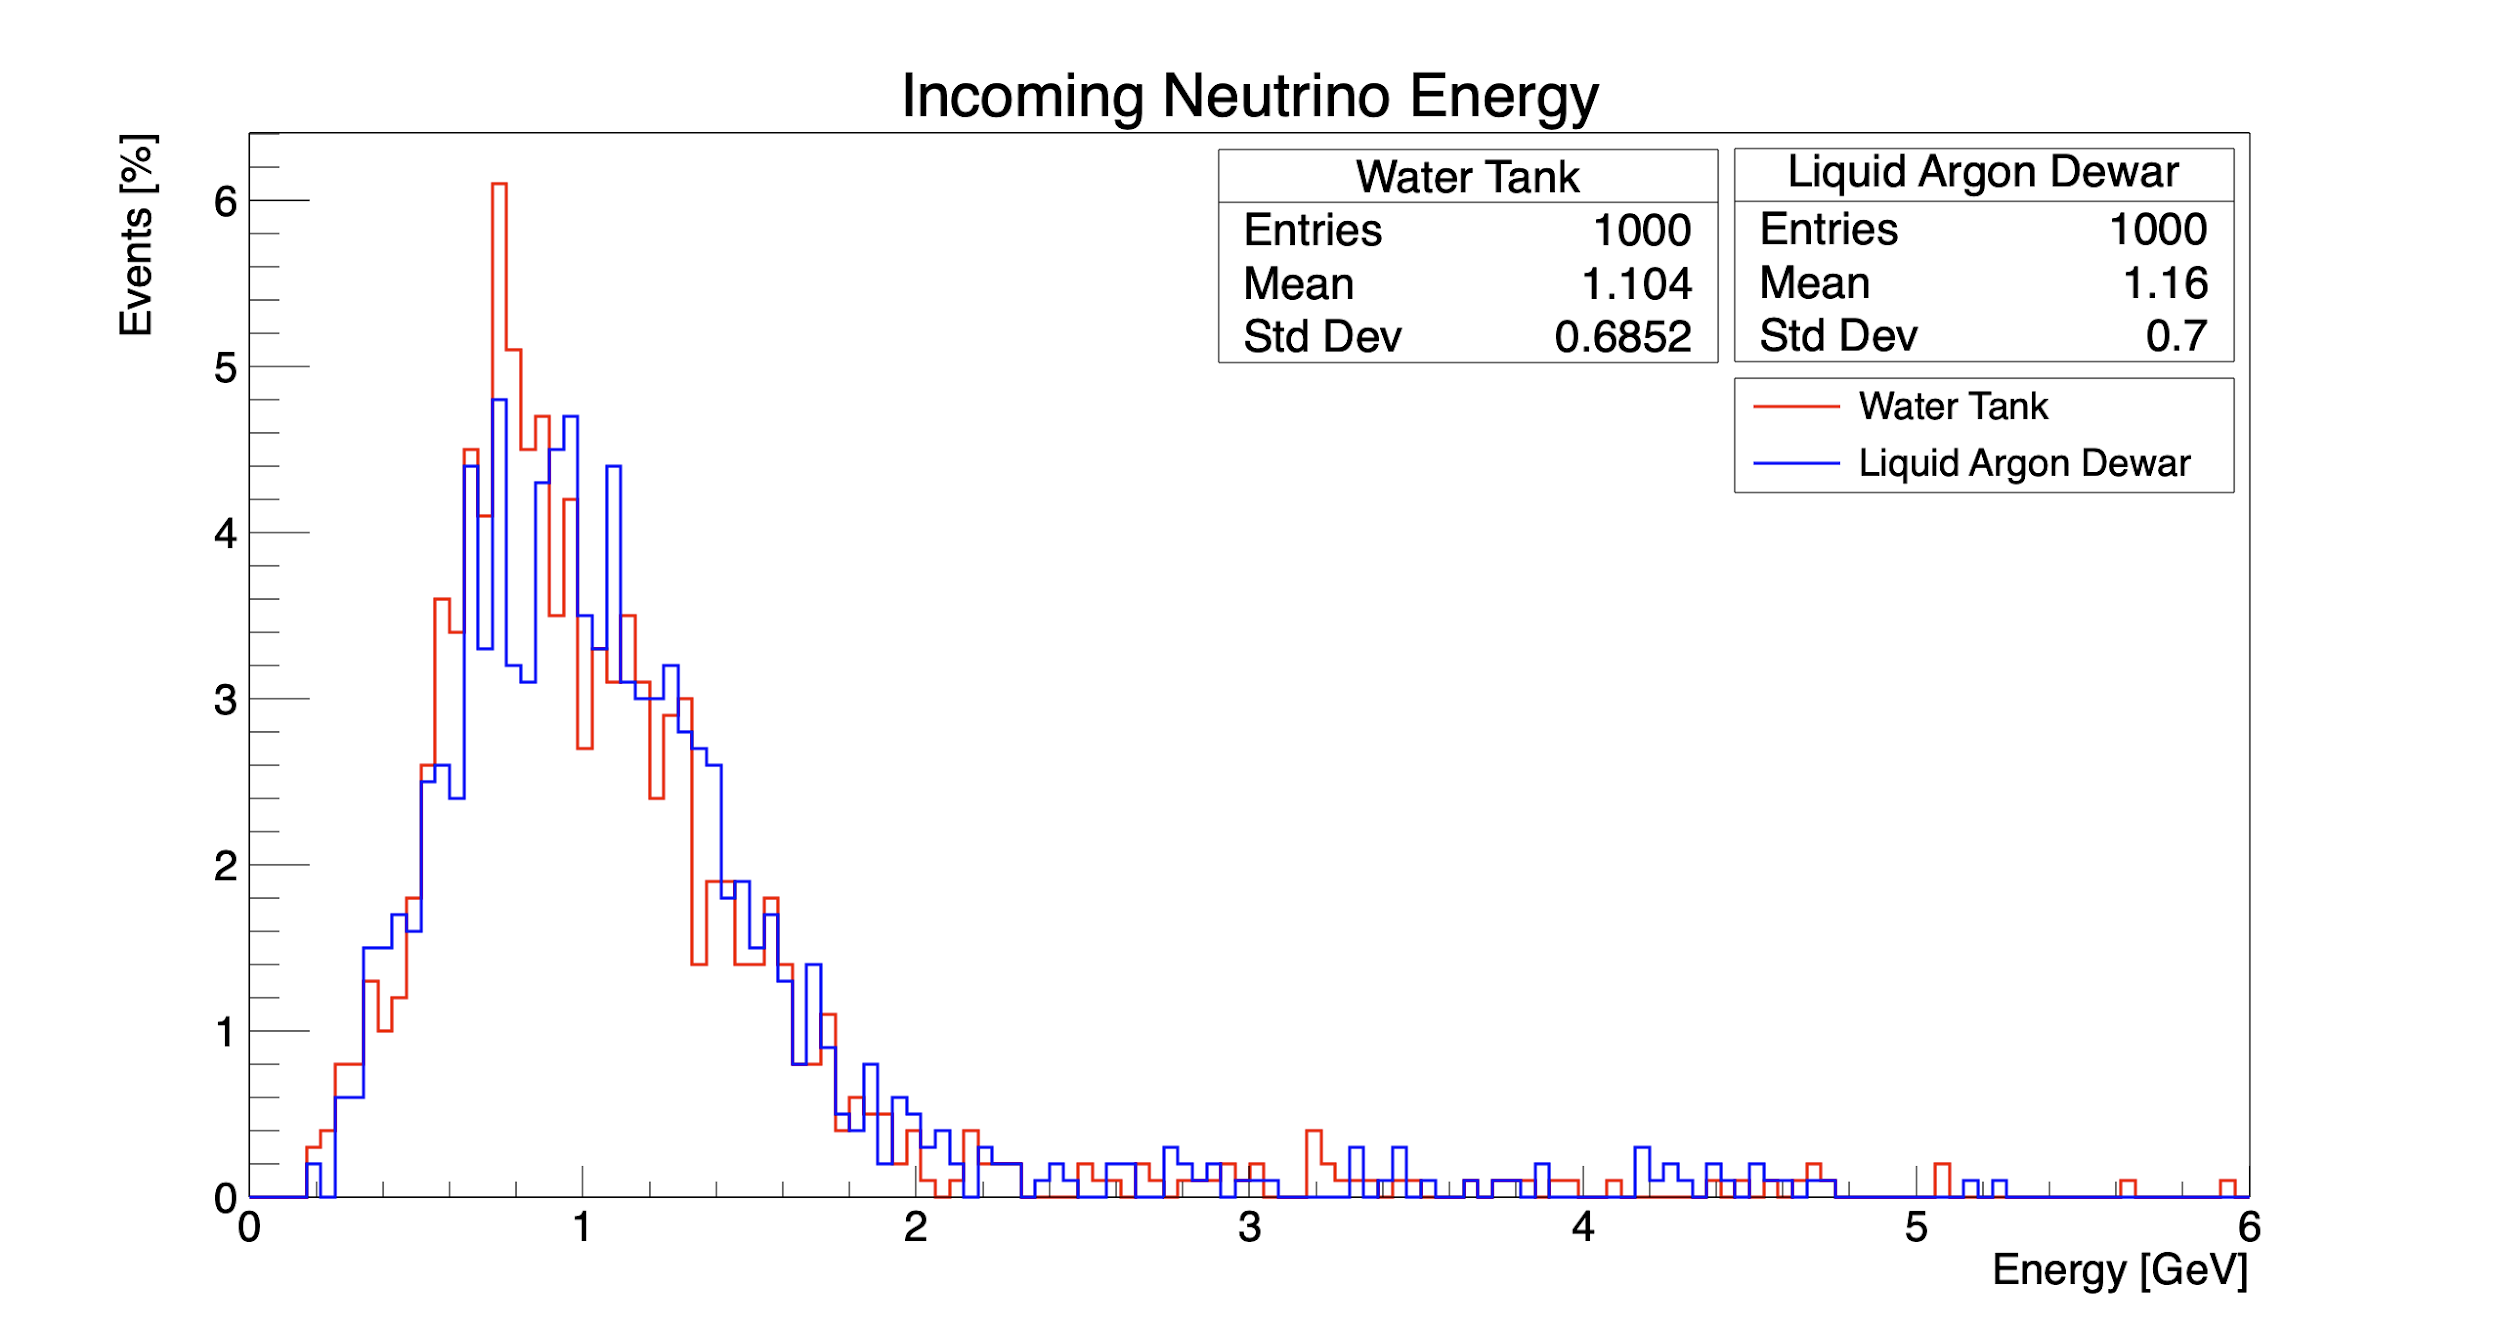 Incoming Neutrino Energy
Events [%]
Water Tank
Entries 1000
Mean 1.104
Std Dev 0.6852
Liquid Argon Dewar
Entries 1000
Mean 1.16
Std Dev 0.7
Water Tank
Liquid Argon Dewar
6
5
4
3
2
1
0
0 1 2 3 4 5 6
Energy [GeV]